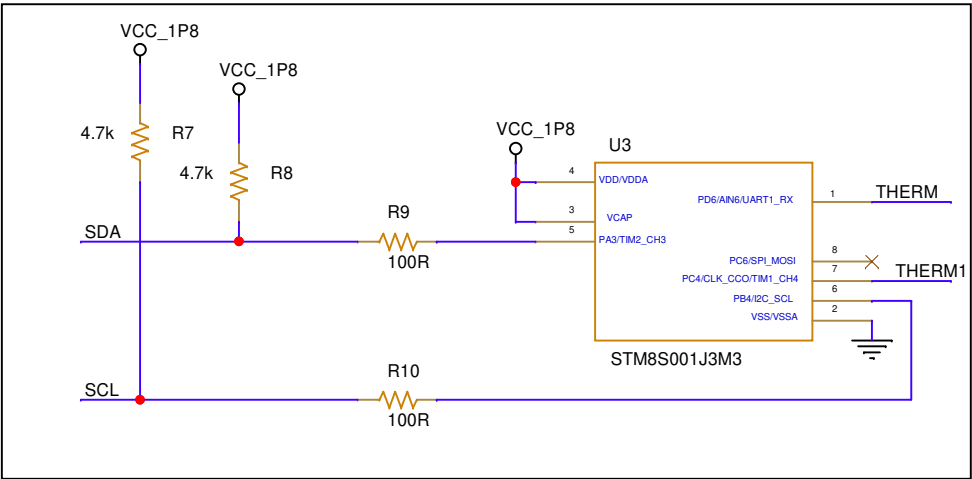 VCC_1P8
VCC_1P8
4.7k R7
4.7k R8
VCC_1P8
U3
4 VDD/VDDA
3 VCAP
5 PA3/TIM2_CH3
PD6/AIN6/UART1_RX 1 THERM
PC6/SPI_MOSI 8
PC4/CLK_CCO/TIM1_CH4 7 THERM1
PB4/I2C_SCL 6
VSS/VSSA 2
STM8S001J3M3
SDA
R9
100R
SCL
R10
100R